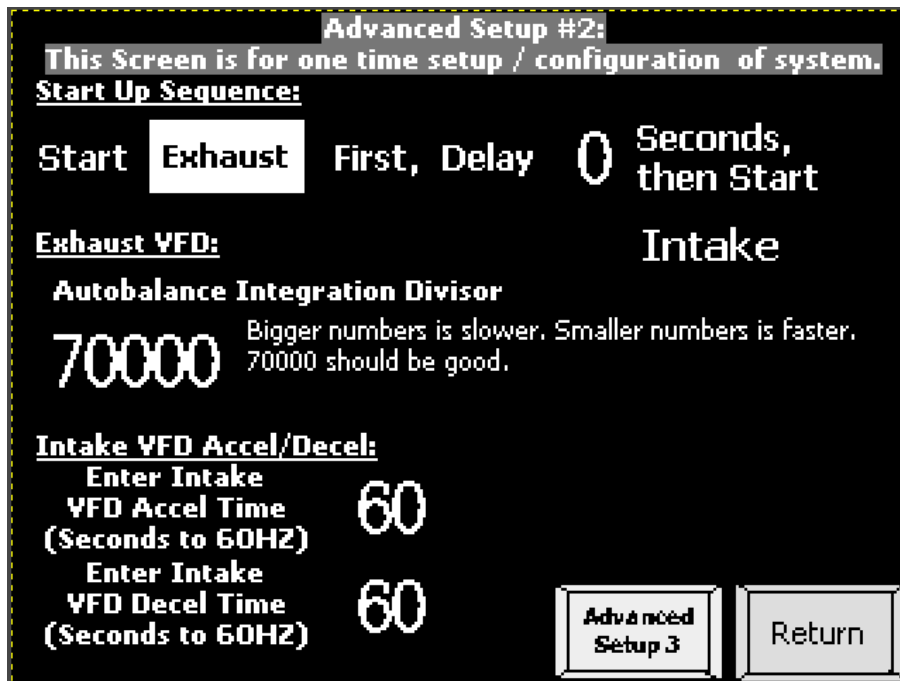 Advanced Setup #2:
This Screen is for one time setup / configuration of system.
Start Up Sequence:
Start Exhaust First, Delay 0 Seconds,
then Start
Intake
Exhaust VFD:
Autobalance Integration Divisor
70000
Bigger numbers is slower. Smaller numbers is faster.
70000 should be good.
Intake VFD Accel/Decel:
Enter Intake
VFD Accel Time
(Seconds to 60HZ)
60
Enter Intake
VFD Decel Time
(Seconds to 60HZ)
60
Advanced
Setup 3
Return